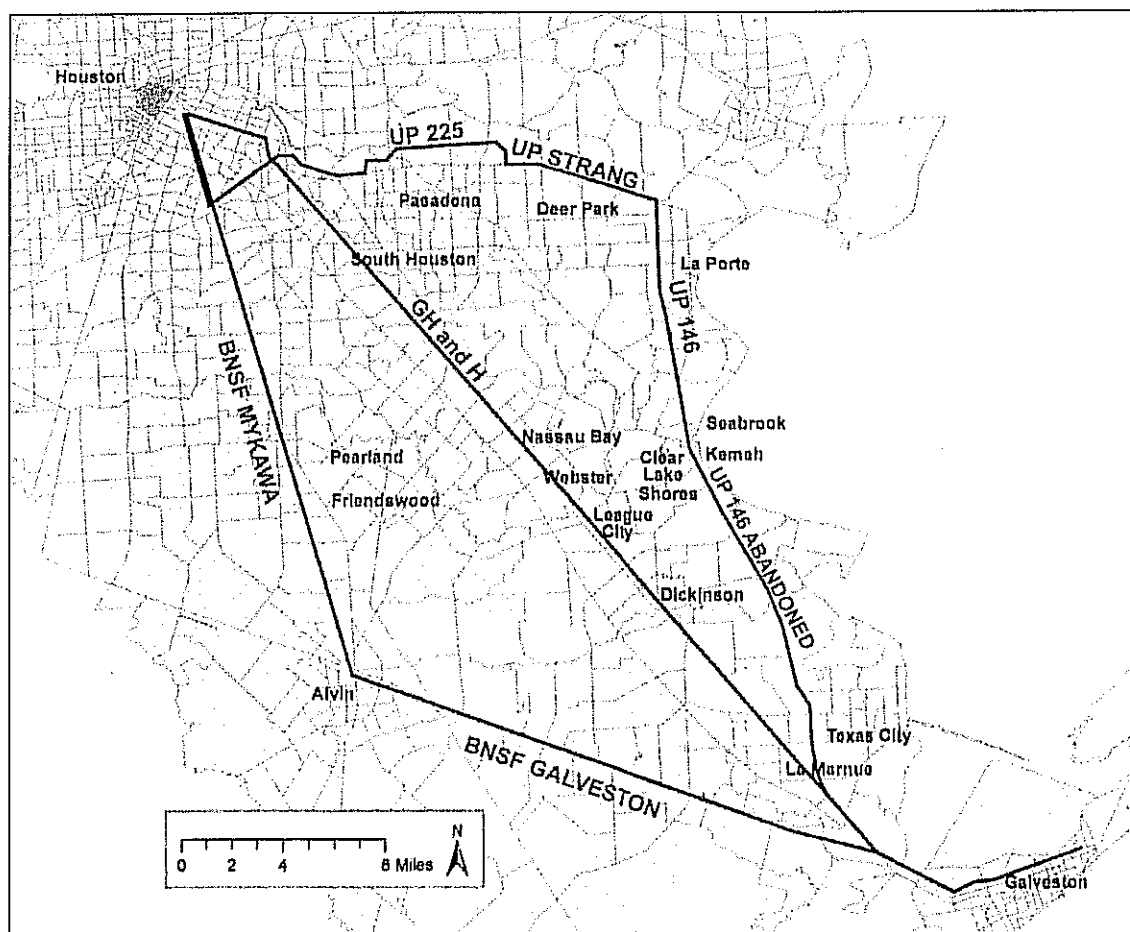 Houston
UP 225
UP STRANG
Pasadena
Deer Park
South Houston
La Porte
GH and H
UP 146
BNSF MYKAWA
Seabrook
Nassau Bay
Kemah
Pearland
Clear
Lake
Shores
Webster
Friendswood
UP 146 ABANDONED
League
City
Dickinson
Alvin
Texas City
BNSF GALVESTON
La Marque
N
0 2 4 8 Miles
Galveston